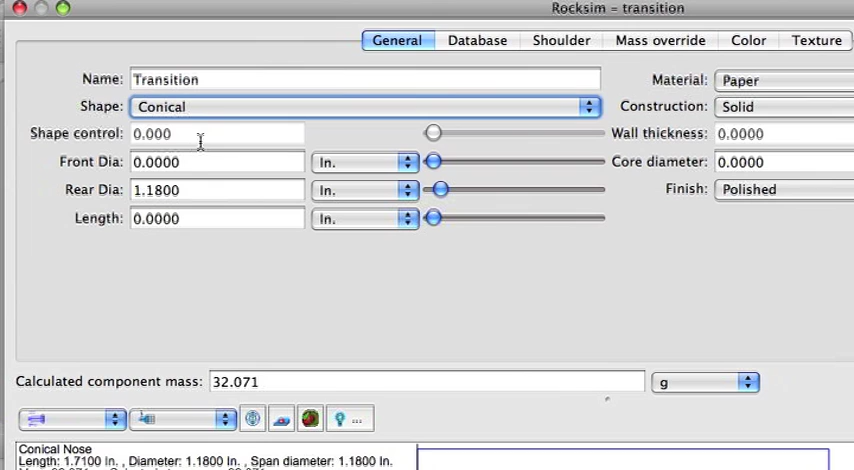 Rocksim = transition
General Database Shoulder Mass override Color Texture
Name: Transition Material: Paper
Shape: Conical Construction: Solid
Shape control: 0.000 Wall thickness: 0.0000
Front Dia: 0.0000 In. Core diameter: 0.0000
Rear Dia: 1.1800 In. Finish: Polished
Length: 0.0000 In.
Calculated component mass: 32.071 g
...
Conical Nose
Length: 1.7100 In. , Diameter: 1.1800 In. , Span diameter: 1.1800 In.